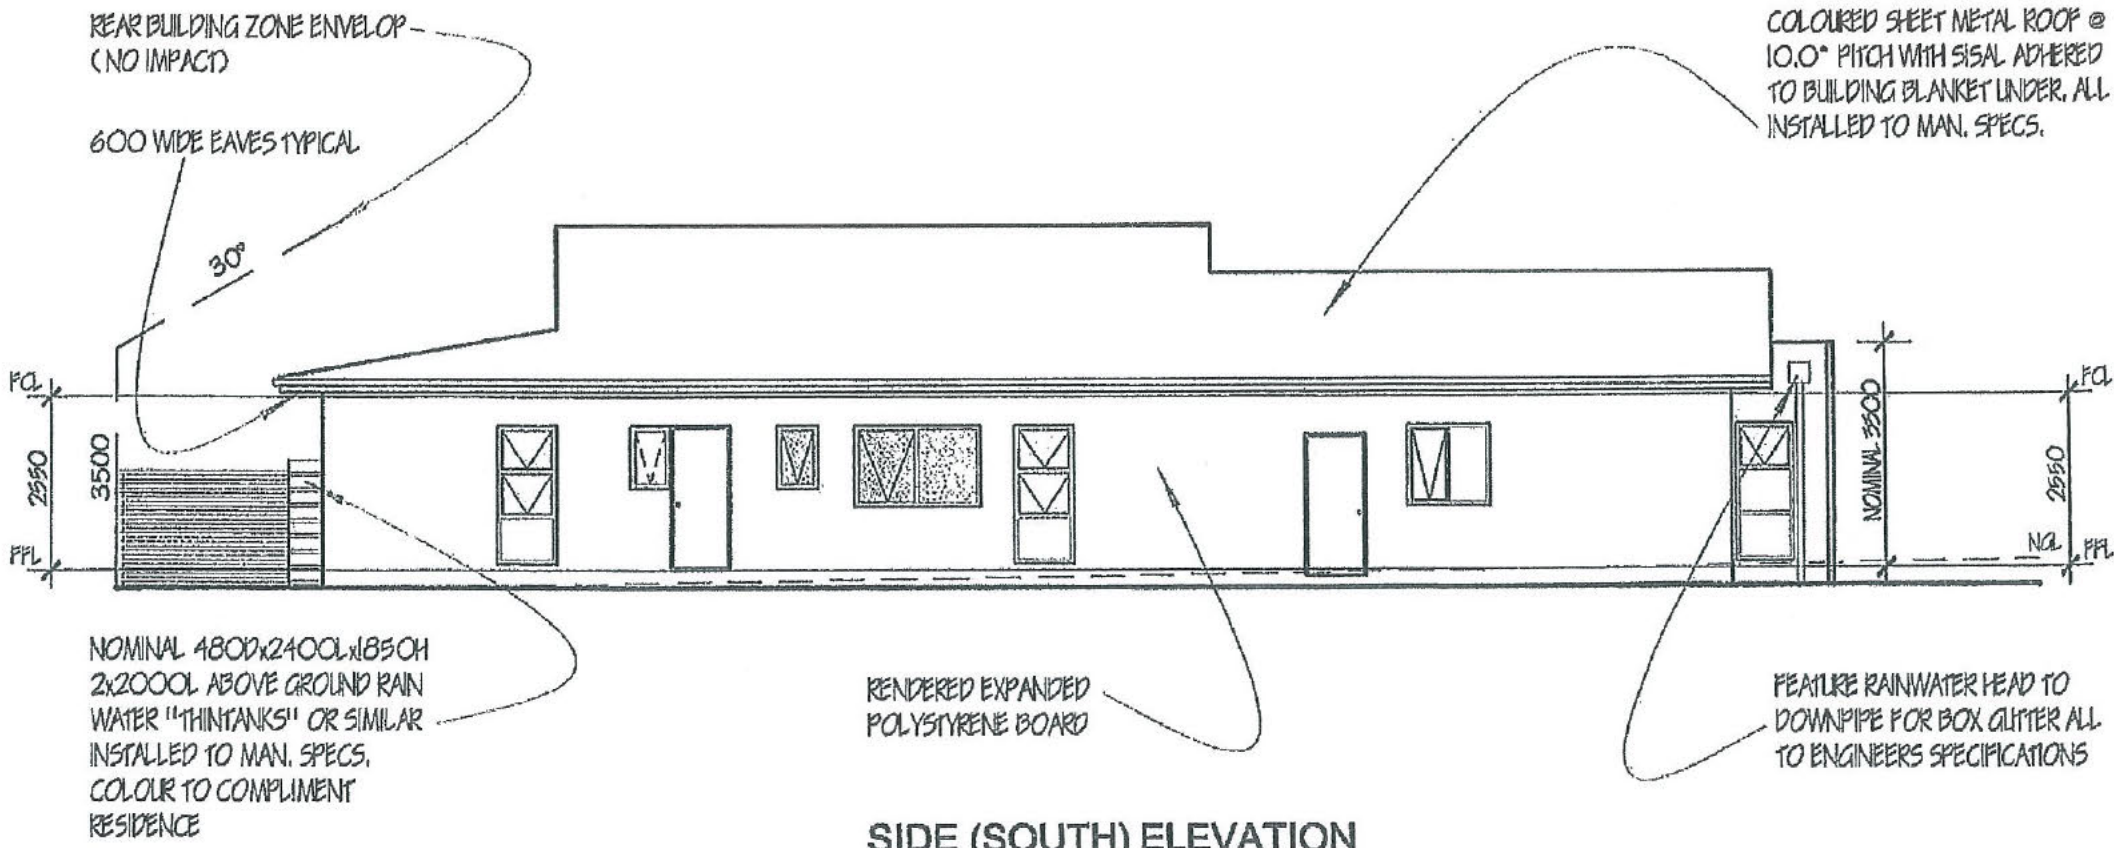 REAR BUILDING ZONE ENVELOP
(NO IMPACT)
600 WIDE EAVES TYPICAL
COLOURED SHEET METAL ROOF @
10.0° PITCH WITH SISAL ADHERED
TO BUILDING BLANKET UNDER. ALL
INSTALLED TO MAN. SPECS.
30°
FCL
FCL
2550
3500
NOMINAL 3300
2550
FFL
NGL
FFL
NOMINAL 480Dx2400Lx1850H
2x2000L ABOVE GROUND RAIN
WATER "THINTANKS" OR SIMILAR
INSTALLED TO MAN. SPECS.
COLOUR TO COMPLIMENT
RESIDENCE
RENDERED EXPANDED
POLYSTYRENE BOARD
FEATURE RAINWATER HEAD TO
DOWNPIPE FOR BOX GUTTER ALL
TO ENGINEERS SPECIFICATIONS
SIDE (SOUTH) ELEVATION